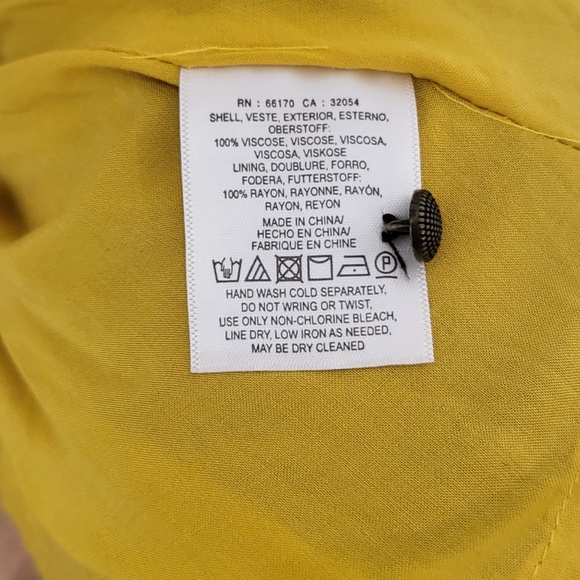 RN : 66170 CA : 32054
SHELL, VESTE, EXTERIOR, ESTERNO,
OBERSTOFF:
100% VISCOSE, VISCOSE, VISCOSA,
VISCOSA, VISKOSE
LINING, DOUBLURE, FORRO,
FODERA, FUTTERSTOFF:
100% RAYON, RAYONNE, RAYÓN,
RAYON, REYON
MADE IN CHINA/
HECHO EN CHINA/
FABRIQUE EN CHINE
P
HAND WASH COLD SEPARATELY,
DO NOT WRING OR TWIST,
USE ONLY NON-CHLORINE BLEACH,
LINE DRY, LOW IRON AS NEEDED,
MAY BE DRY CLEANED